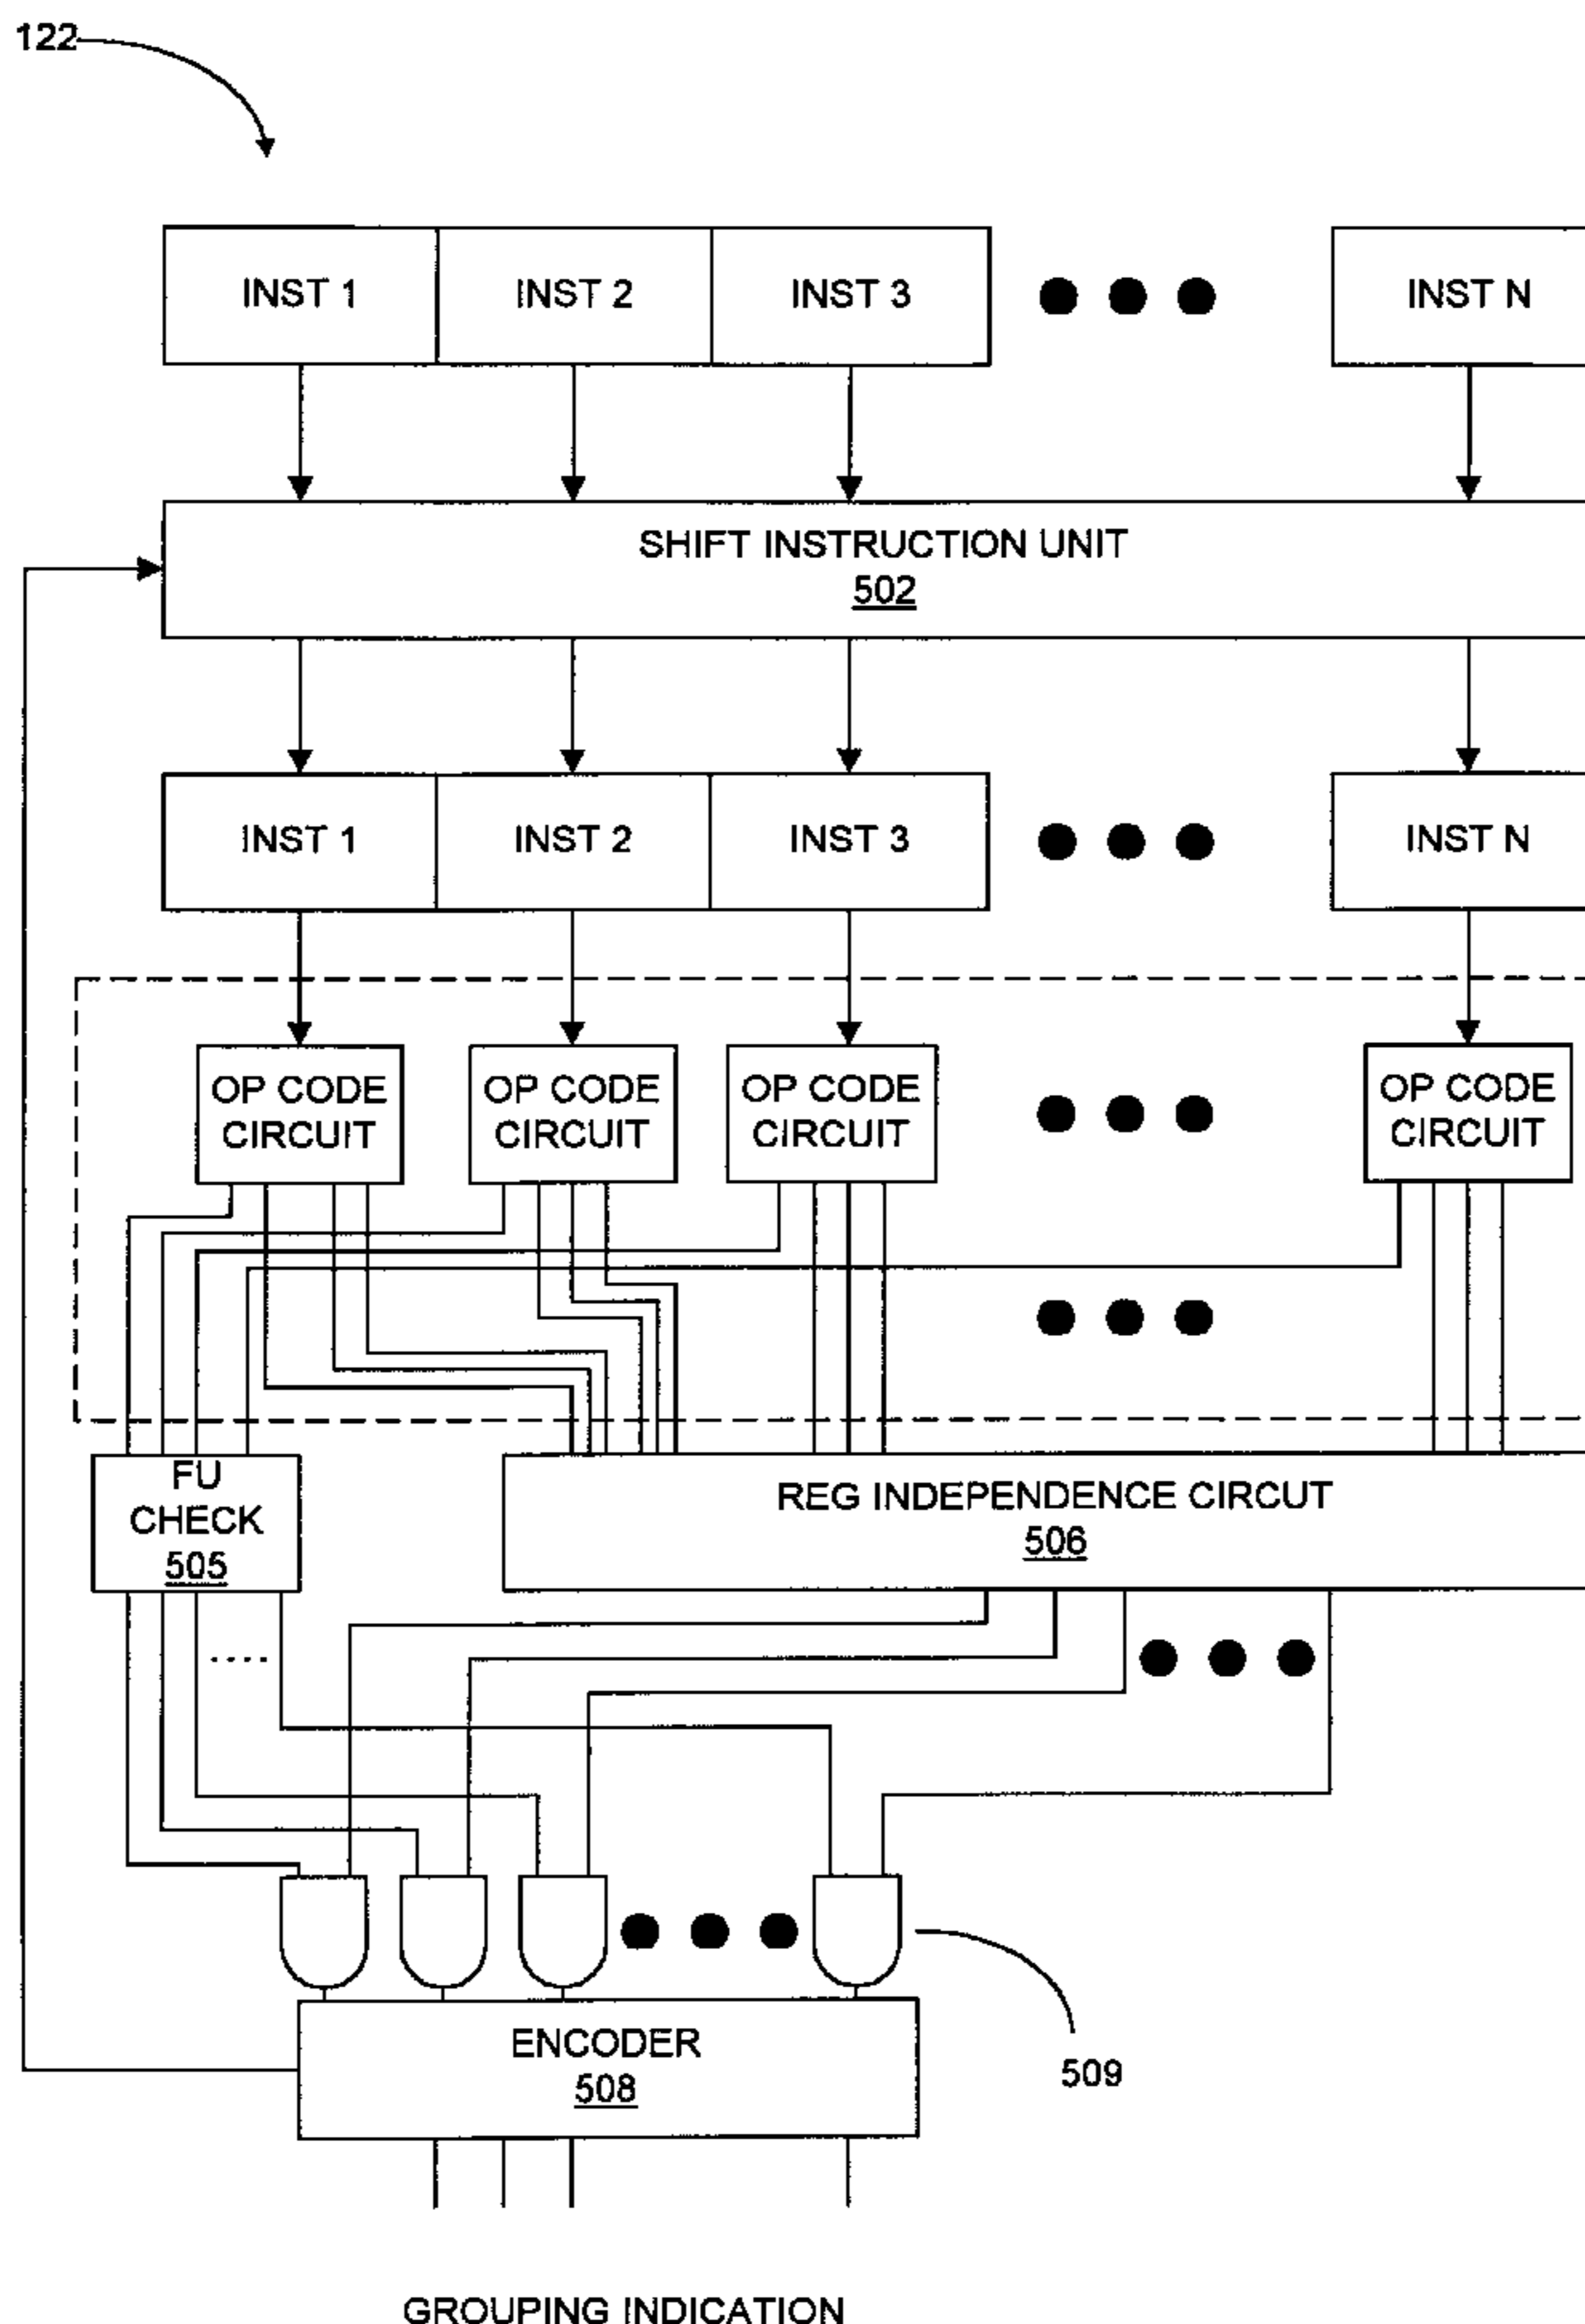 122
INST 1 INST 2 INST 3 INST N
SHIFT INSTRUCTION UNIT
502
INST 1 INST 2 INST 3 INST N
OP CODE CIRCUIT
OP CODE CIRCUIT
OP CODE CIRCUIT
OP CODE CIRCUIT
FU
CHECK
505
REG INDEPENDENCE CIRCUT
506
ENCODER
508
509
GROUPING INDICATION